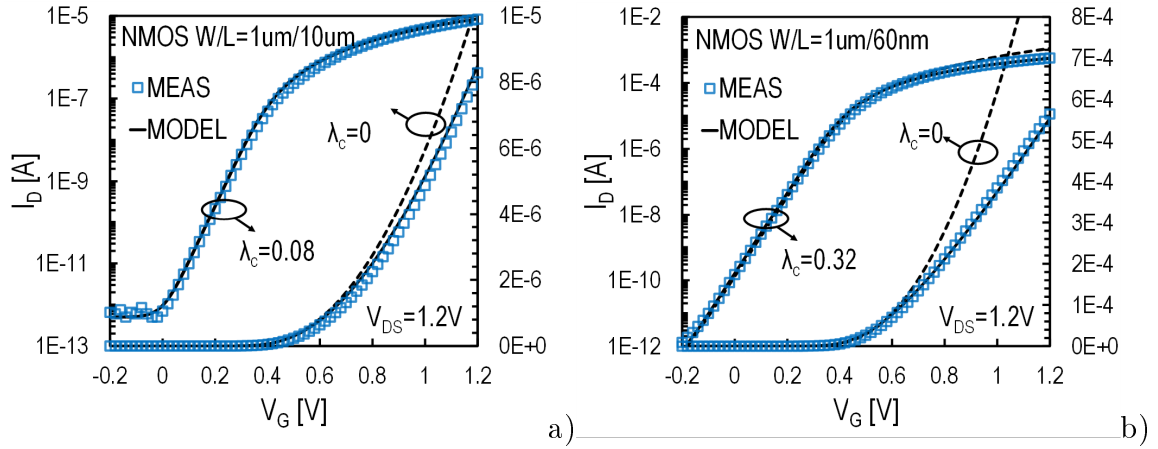 NMOS W/L=1um/10um
MEAS
MODEL
λc=0
λc=0.08
VDS=1.2V
1E-5
1E-7
1E-9
1E-11
1E-13
ID [A]
1E-5
8E-6
6E-6
4E-6
2E-6
0E+0
-0.2 0 0.2 0.4 0.6 0.8 1 1.2
VG [V]
a)
NMOS W/L=1um/60nm
MEAS
MODEL
λc=0
λc=0.32
VDS=1.2V
1E-2
1E-4
1E-6
1E-8
1E-10
1E-12
ID [A]
8E-4
7E-4
6E-4
5E-4
4E-4
3E-4
2E-4
1E-4
0E+0
-0.2 0 0.2 0.4 0.6 0.8 1 1.2
VG [V]
b)